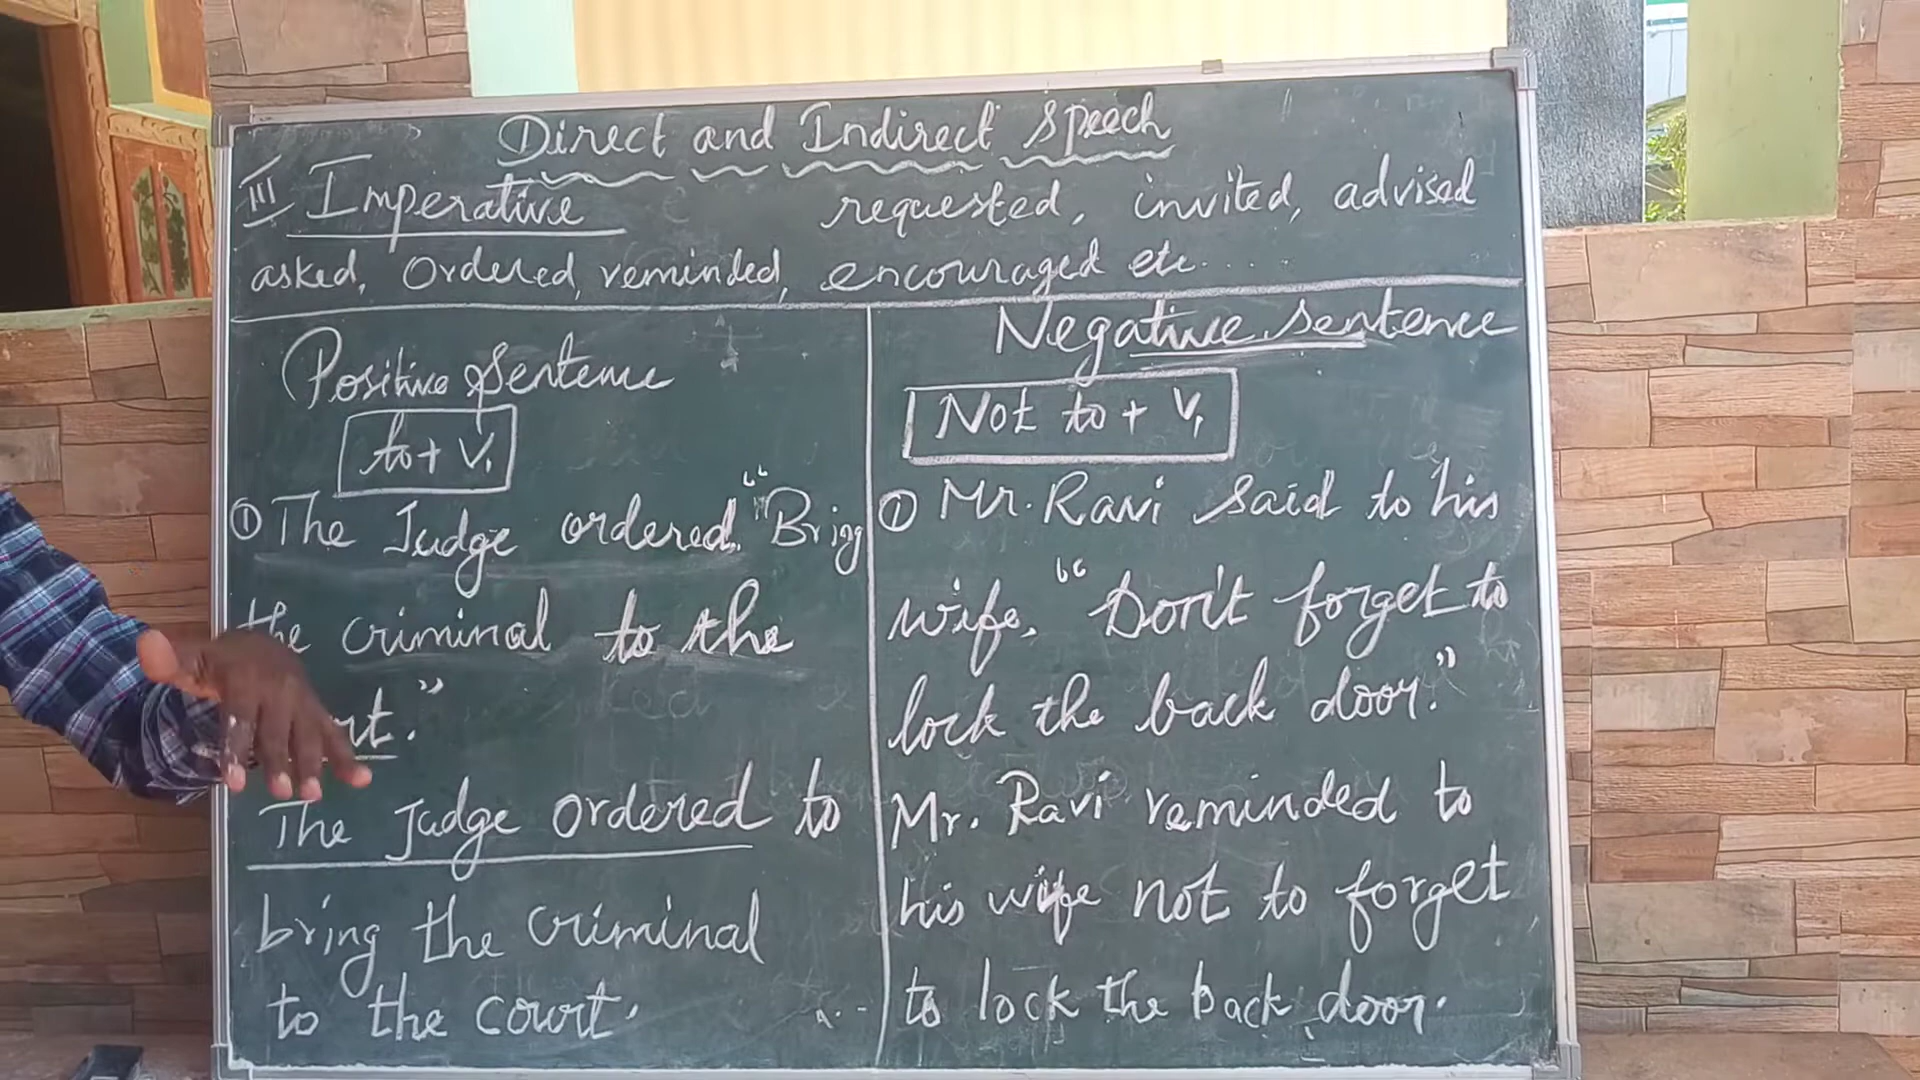 Direct and Indirect Speech
III Imperative requested, invited, advised
asked, Ordered, reminded, encouraged etc....
Positive Sentence
to + V1
① The Judge ordered, "Bring
the criminal to the
rt."
The Judge ordered to
bring the criminal
to the court.
Negative sentence
Not to + V1
① Mr. Ravi said to his
wife, "Don't forget to
lock the back door."
Mr. Ravi reminded to
his wife not to forget
to lock the back door.